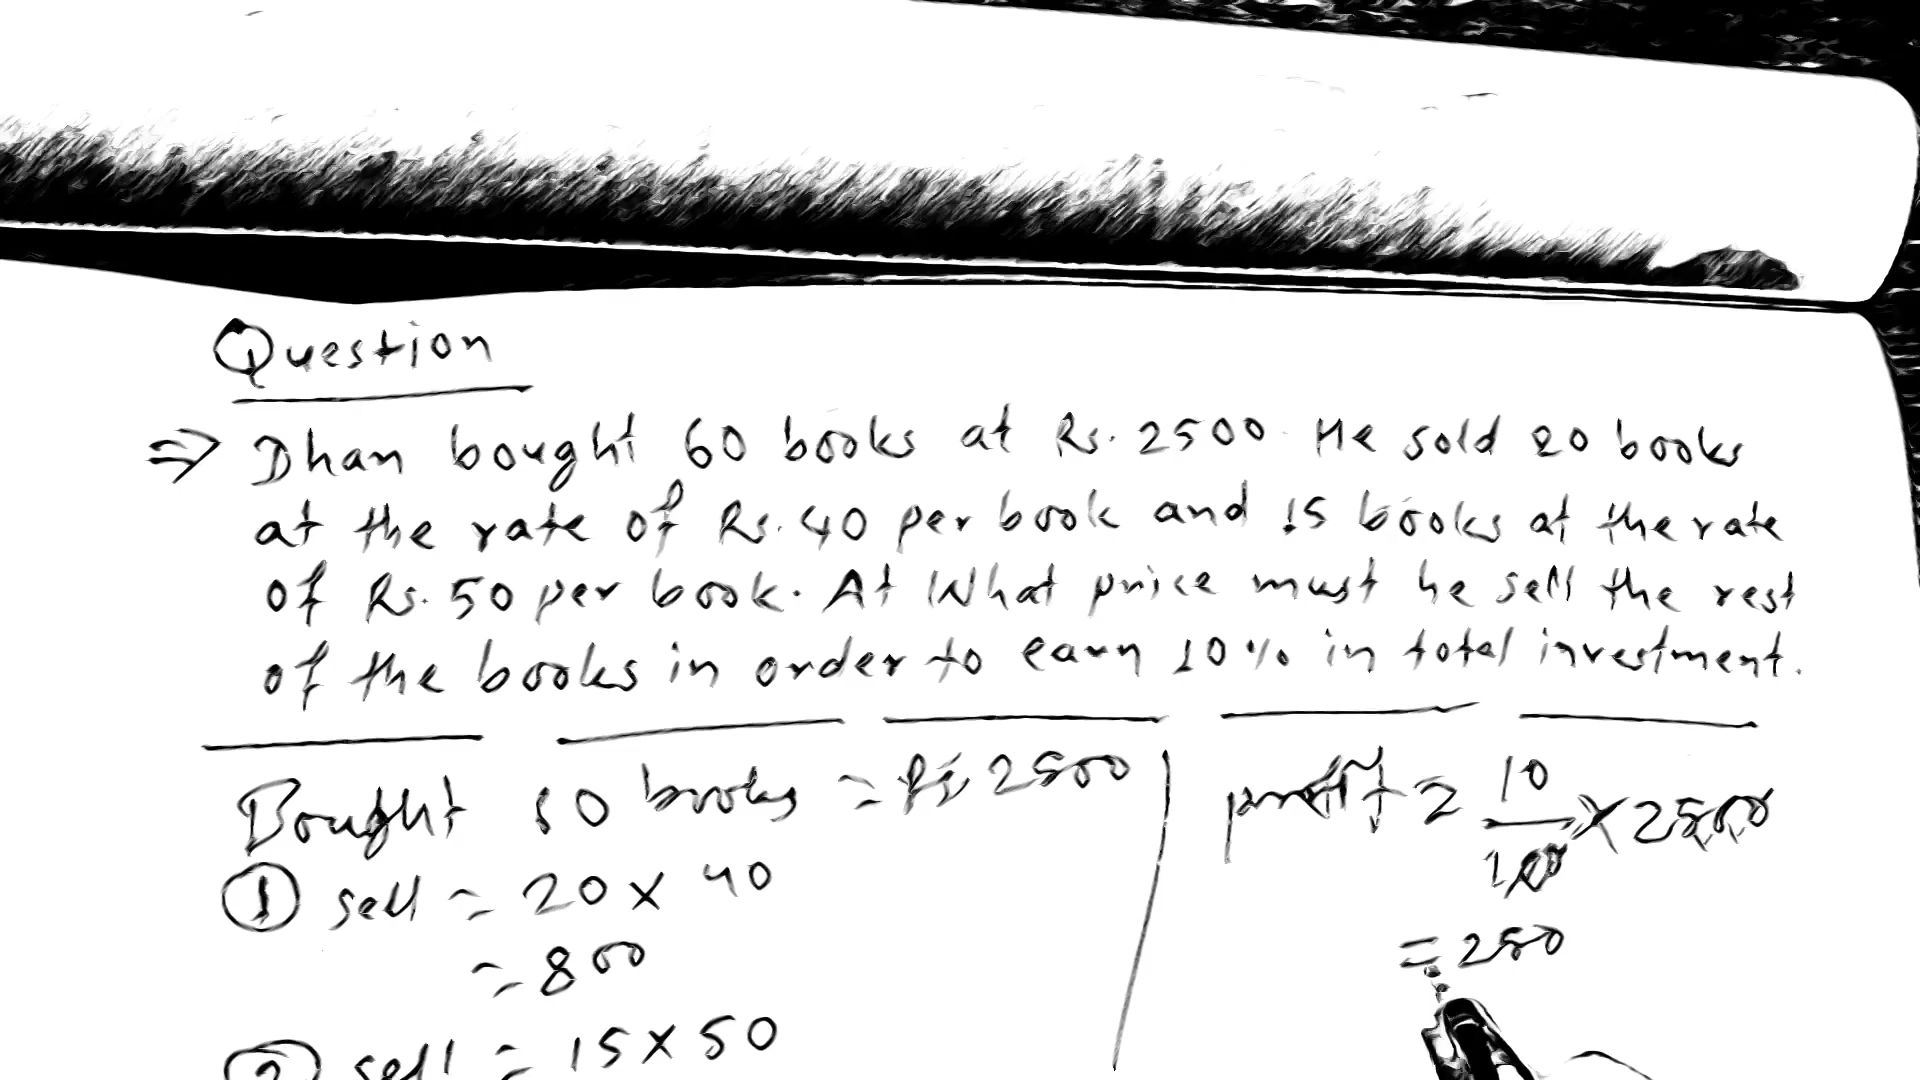 Question
⇒ Dhan bought 60 books at Rs. 2500. He sold 20 books
at the rate of Rs. 40 per book and 15 books at the rate
of Rs. 50 per book. At What price must he sell the rest
of the books in order to earn 10% in total investment.
Bought 50 books = Rs 2500
① sell = 20 x 40
= 800
② sell = 15 x 50
profit = 10/100 x 2500
= 250